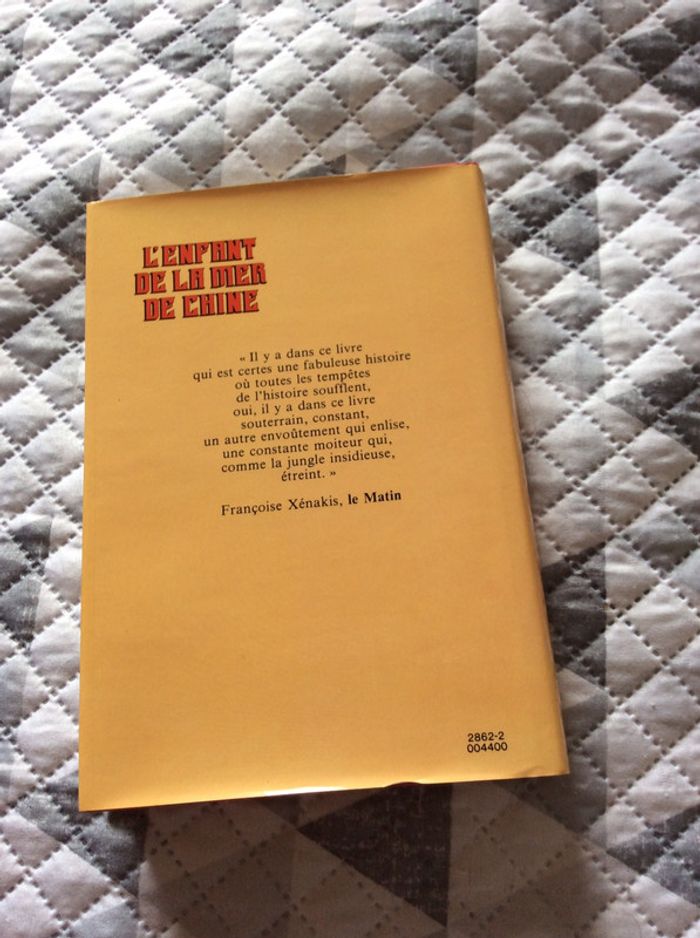 L'ENFANT
DE LA MER
DE CHINE
« Il y a dans ce livre
qui est certes une fabuleuse histoire
où toutes les tempêtes
de l'histoire soufflent,
oui, il y a dans ce livre
souterrain, constant,
un autre envoûtement qui enlise,
une constante moiteur qui,
comme la jungle insidieuse,
étreint. »
Françoise Xénakis, le Matin
2862-2
004400